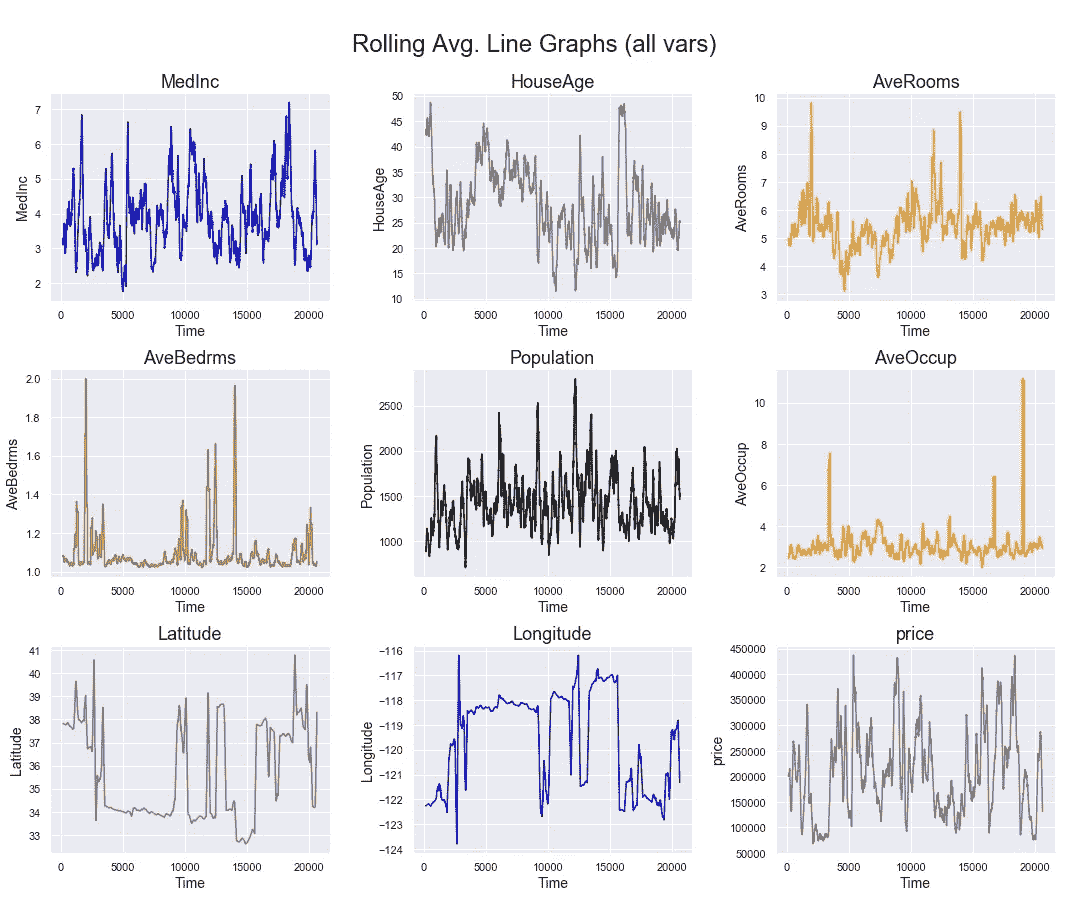 Rolling Avg. Line Graphs (all vars)
MedInc
MedInc
7
6
5
4
3
2
0 5000 10000 15000 20000
Time
HouseAge
HouseAge
50
45
40
35
30
25
20
15
10
0 5000 10000 15000 20000
Time
AveRooms
AveRooms
10
9
8
7
6
5
4
3
0 5000 10000 15000 20000
Time
AveBedrms
AveBedrms
2.0
1.8
1.6
1.4
1.2
1.0
0 5000 10000 15000 20000
Time
Population
Population
2500
2000
1500
1000
0 5000 10000 15000 20000
Time
AveOccup
AveOccup
10
8
6
4
2
0 5000 10000 15000 20000
Time
Latitude
Latitude
41
40
39
38
37
36
35
34
33
0 5000 10000 15000 20000
Time
Longitude
Longitude
−116
−117
−118
−119
−120
−121
−122
−123
−124
0 5000 10000 15000 20000
Time
price
price
450000
400000
350000
300000
250000
200000
150000
100000
50000
0 5000 10000 15000 20000
Time